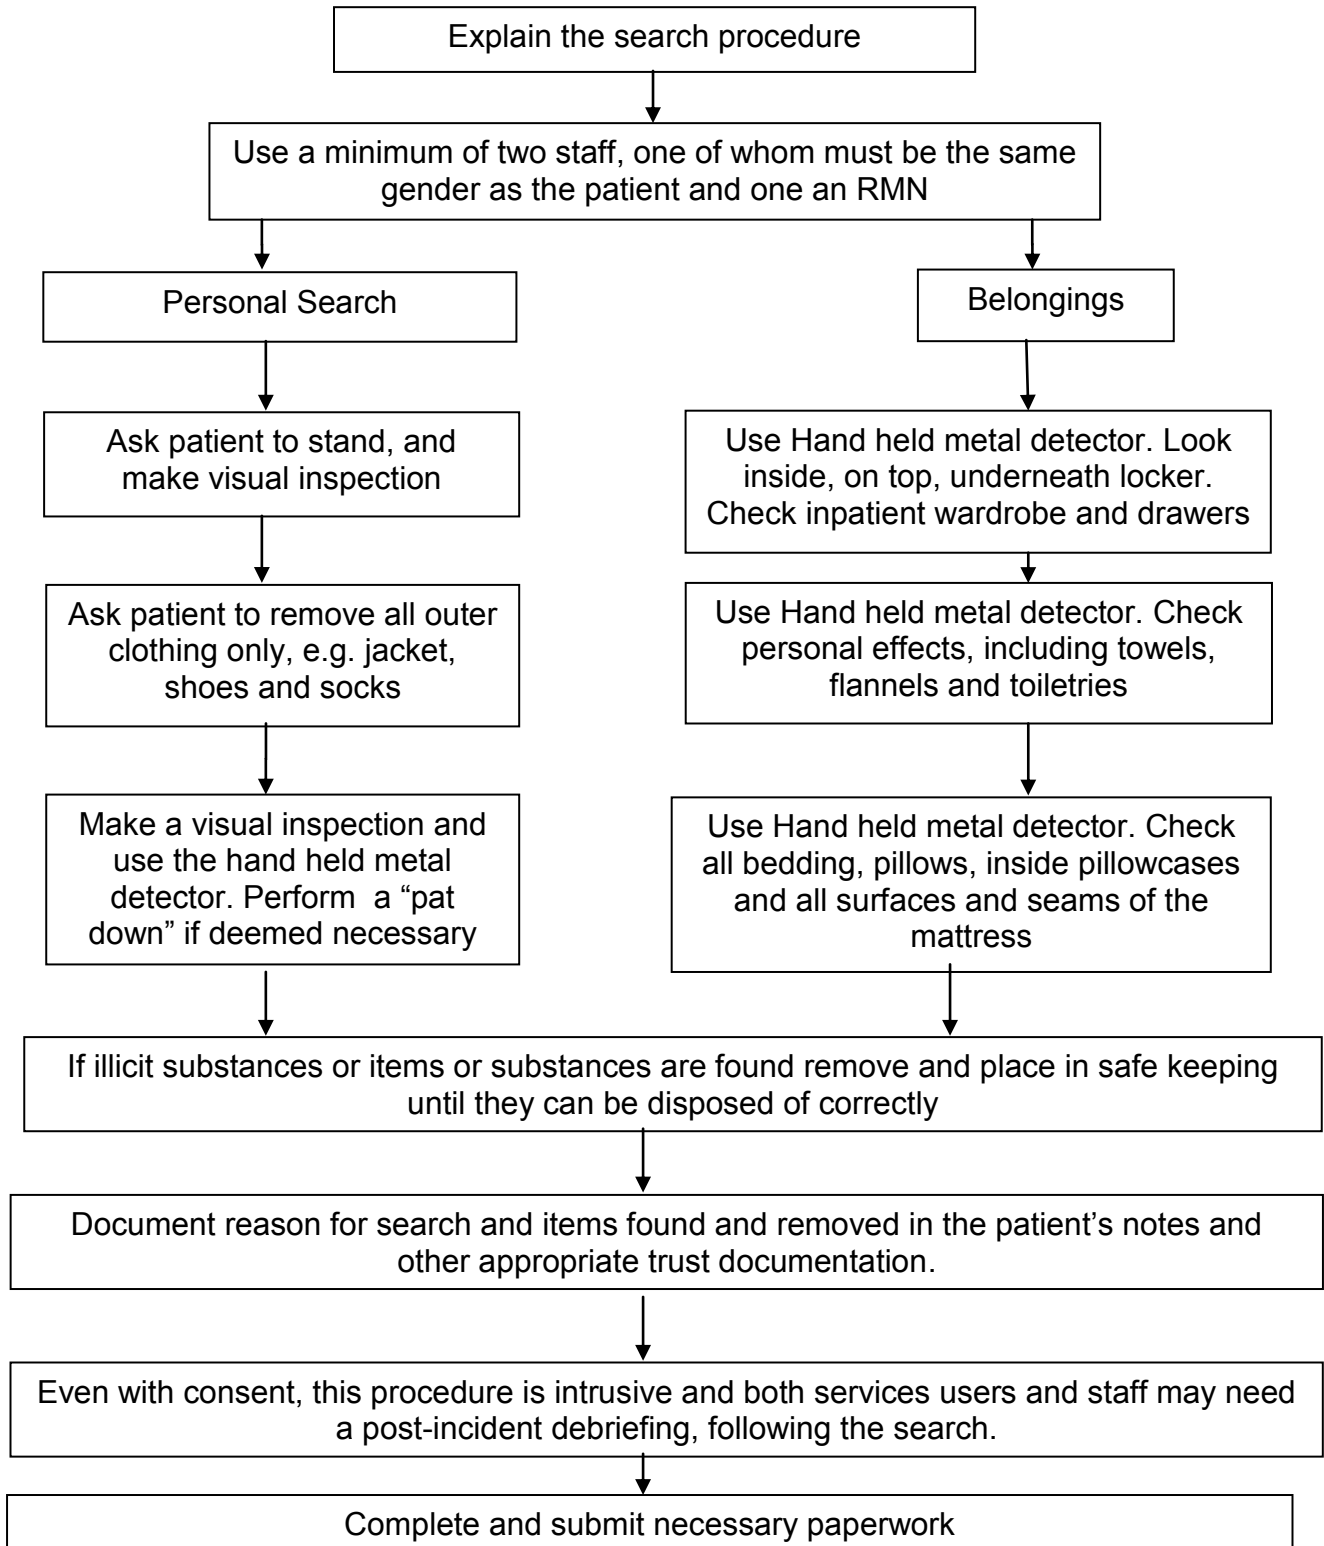 Explain the search procedure
Use a minimum of two staff, one of whom must be the same
gender as the patient and one an RMN
Personal Search
Ask patient to stand, and
make visual inspection
Ask patient to remove all outer
clothing only, e.g. jacket,
shoes and socks
Make a visual inspection and
use the hand held metal
detector. Perform a “pat
down” if deemed necessary
Belongings
Use Hand held metal detector. Look
inside, on top, underneath locker.
Check inpatient wardrobe and drawers
Use Hand held metal detector. Check
personal effects, including towels,
flannels and toiletries
Use Hand held metal detector. Check
all bedding, pillows, inside pillowcases
and all surfaces and seams of the
mattress
If illicit substances or items or substances are found remove and place in safe keeping
until they can be disposed of correctly
Document reason for search and items found and removed in the patient’s notes and
other appropriate trust documentation.
Even with consent, this procedure is intrusive and both services users and staff may need
a post-incident debriefing, following the search.
Complete and submit necessary paperwork